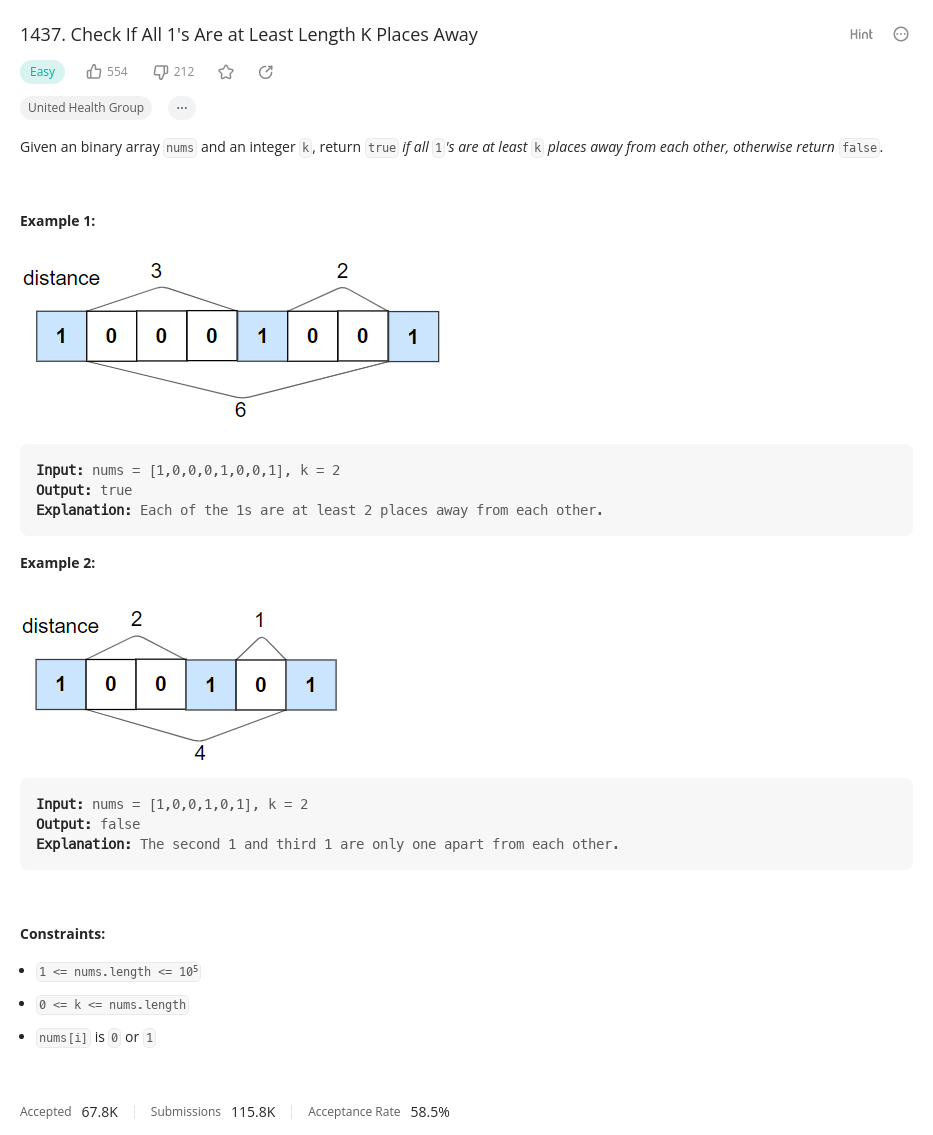 1437. Check If All 1's Are at Least Length K Places Away
Hint
Easy
554
212
United Health Group
...
Given an binary array nums and an integer k, return true if all 1's are at least k places away from each other, otherwise return false.
Example 1:
distance 3 2
1 0 0 0 1 0 0 1
6
Input: nums = [1,0,0,0,1,0,0,1], k = 2
Output: true
Explanation: Each of the 1s are at least 2 places away from each other.
Example 2:
distance 2 1
1 0 0 1 0 1
4
Input: nums = [1,0,0,1,0,1], k = 2
Output: false
Explanation: The second 1 and third 1 are only one apart from each other.
Constraints:
• 1 <= nums.length <= 10⁵
• 0 <= k <= nums.length
• nums[i] is 0 or 1
Accepted 67.8K Submissions 115.8K Acceptance Rate 58.5%